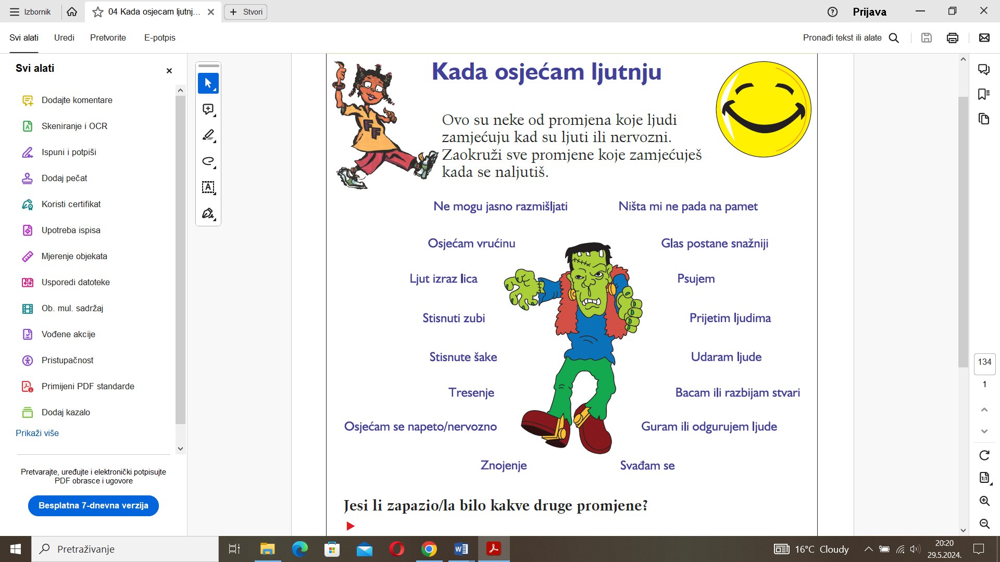 Izbornik
04 Kada osjecam ljutnj...
Stvori
Prijava
Svi alati
Uredi
Pretvorite
E-potpis
Pronađi tekst ili alate
Svi alati
Dodajte komentare
Skeniranje i OCR
Ispuni i potpiši
Dodaj pečat
Koristi certifikat
Upotreba ispisa
Mjerenje objekata
Usporedi datoteke
Ob. mul. sadržaj
Vođene akcije
Pristupačnost
Primijeni PDF standarde
Dodaj kazalo
Prikaži više
Pretvarajte, uređujte i elektronički potpisujte
PDF obrasce i ugovore
Besplatna 7-dnevna verzija
Kada osjećam ljutnju
FF
Ovo su neke od promjena koje ljudi
zamjećuju kad su ljuti ili nervozni.
Zaokruži sve promjene koje zamjećuješ
kada se naljutiš.
Ne mogu jasno razmišljati
Ništa mi ne pada na pamet
Osjećam vrućinu
Glas postane snažniji
Ljut izraz lica
Psujem
Stisnuti zubi
Prijetim ljudima
Stisnute šake
Udaram ljude
Tresenje
Bacam ili razbijam stvari
Osjećam se napeto/nervozno
Guram ili odgurujem ljude
Znojenje
Svađam se
Jesi li zapazio/la bilo kakve druge promjene?
134
1
1:1
Pretraživanje
16°C Cloudy
20:20
29.5.2024.